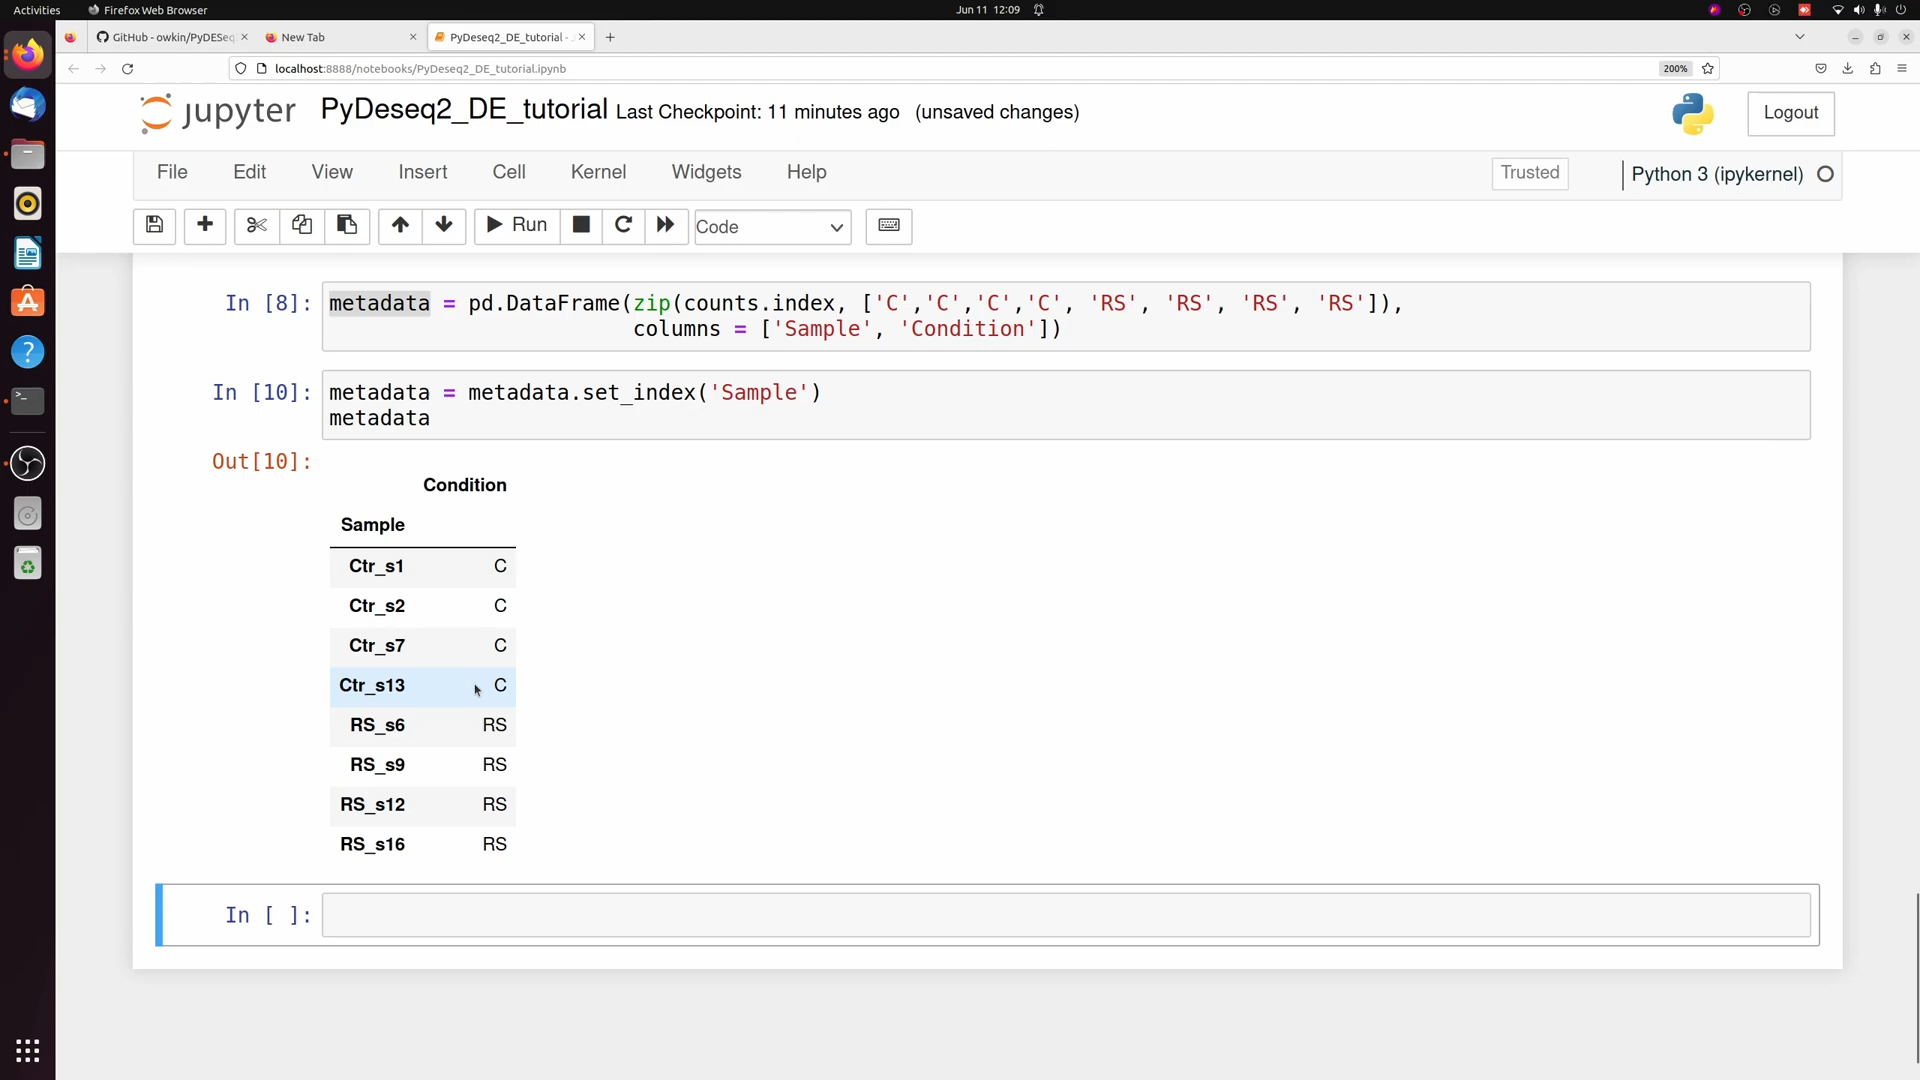 Activities
Firefox Web Browser
Jun 11 12:09
GitHub - owkin/PyDESeq
New Tab
PyDeseq2_DE_tutorial -
localhost:8888/notebooks/PyDeseq2_DE_tutorial.ipynb
200%
jupyter PyDeseq2_DE_tutorial Last Checkpoint: 11 minutes ago (unsaved changes)
Logout
File Edit View Insert Cell Kernel Widgets Help
Trusted
Python 3 (ipykernel)
Run
Code
In [8]: metadata = pd.DataFrame(zip(counts.index, ['C','C','C','C', 'RS', 'RS', 'RS', 'RS']),
columns = ['Sample', 'Condition'])
In [10]: metadata = metadata.set_index('Sample')
metadata
Out[10]:
Condition
Sample
Ctr_s1 C
Ctr_s2 C
Ctr_s7 C
Ctr_s13 C
RS_s6 RS
RS_s9 RS
RS_s12 RS
RS_s16 RS
In [ ]: